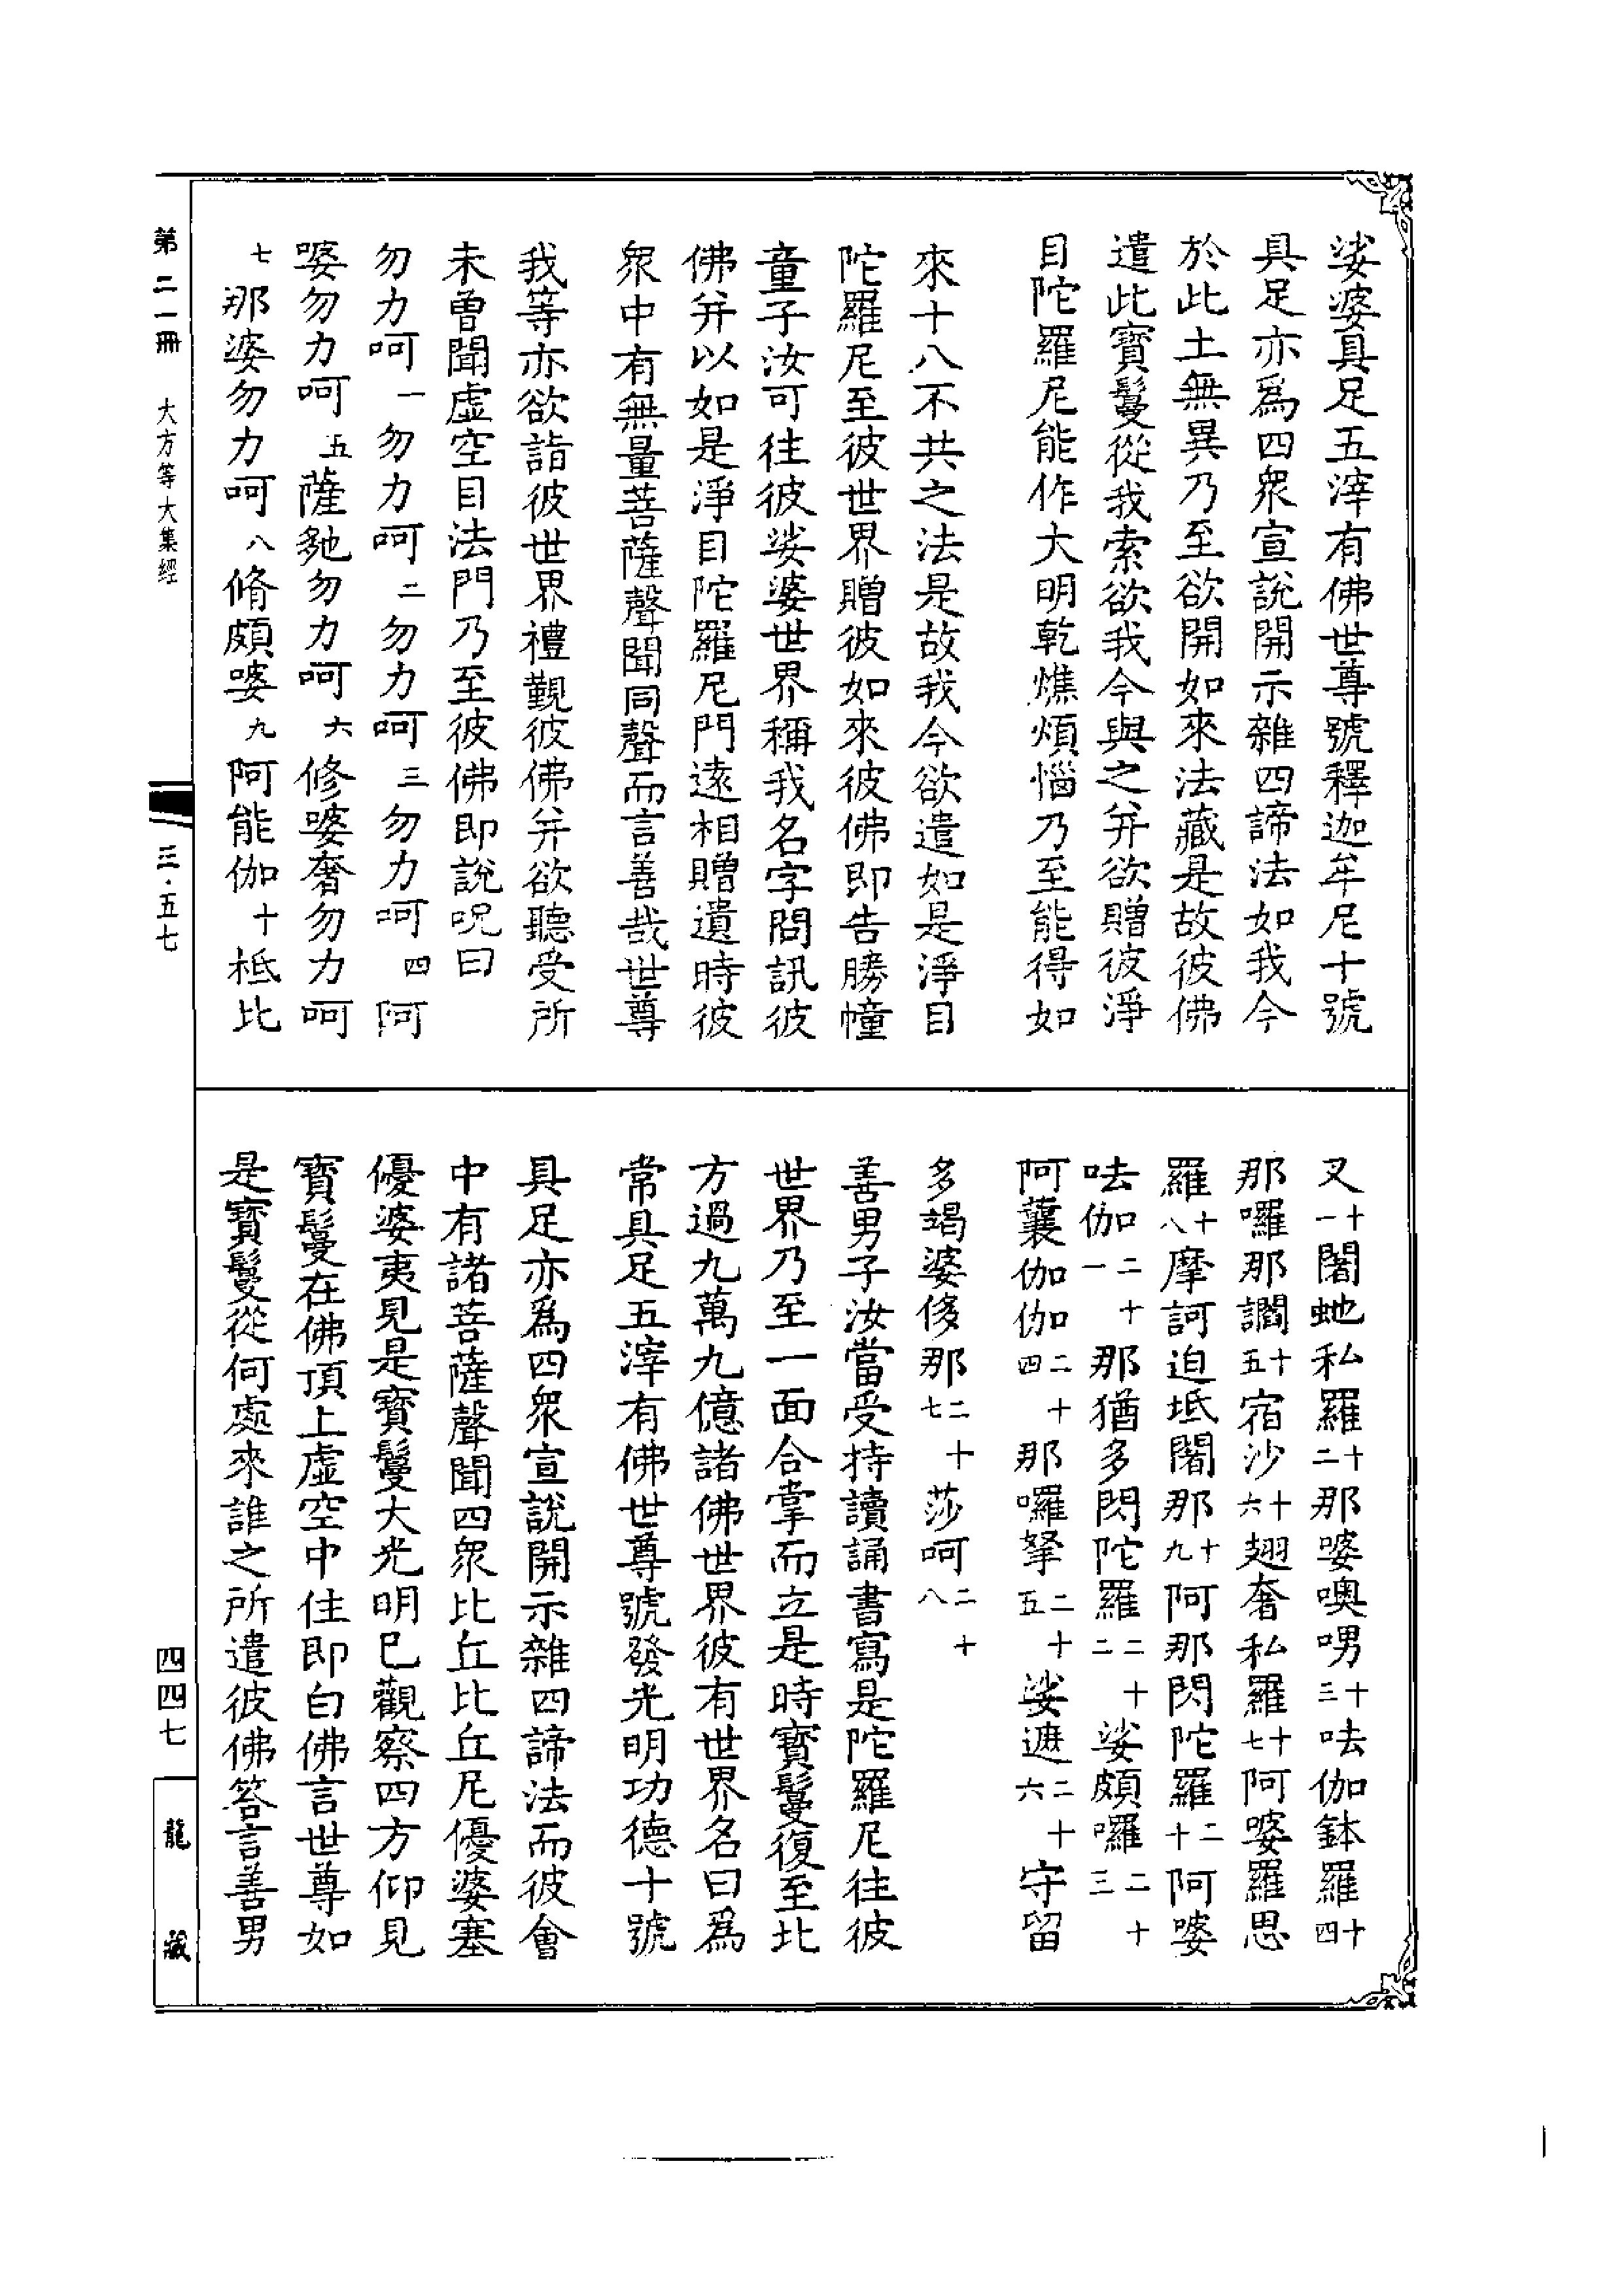 娑婆具足五滓有佛世尊號釋迦牟尼十號
具足亦爲四衆宣說開示雜四諦法如我今
於此土無異乃至欲開如來法藏是故彼佛
遣此寳鬘從我索欲我今與之并欲贈彼淨
目陀羅尼能作大明乾燋煩惱乃至能得如
來十八不共之法是故我今欲遣如是淨目
陀羅尼至彼世界贈彼如來彼佛即告勝幢
童子汝可往彼娑婆世界稱我名字問訊彼
佛并以如是淨目陀羅尼門遠相贈遺時彼
衆中有無量菩薩聲聞同聲而言善哉世尊
我等亦欲詣彼世界禮覲彼佛并欲聽受所
未曾聞虛空目法門乃至彼佛即說呪曰
勿力呵一勿力呵二勿力呵三勿力呵四阿
婆勿力呵五薩馳勿力呵六修婆奢勿力呵
七那婆勿力呵八脩頗婆九阿能伽十柢比
叉十一闍虵私羅十二那婆噢呭十三呿伽鉢羅十四
那囉那讇十五宿沙十六翅奢私羅十七阿婆羅思
羅十八摩訶迫坻闍那十九阿那閃陀羅二十阿婆
呿伽二十一那猶多閃陀羅二十二娑頗囉二十三
阿蘘伽伽二十四那囉拏二十五娑遮二十六守留
多竭婆侈那二十七莎呵二十八
善男子汝當受持讀誦書寫是陀羅尼往彼
世界乃至一面合掌而立是時寳鬘復至北
方過九萬九億諸佛世界彼有世界名曰爲
常具足五滓有佛世尊號發光明功德十號
具足亦爲四衆宣說開示雜四諦法而彼會
中有諸菩薩聲聞四衆比丘比丘尼優婆塞
優婆夷見是寳鬘大光明已觀察四方仰見
寳鬘在佛頂上虛空中住即白佛言世尊如
是寳鬘從何處來誰之所遣彼佛答言善男
第二一冊 大方等大集經 三·五七 四四七 龍藏